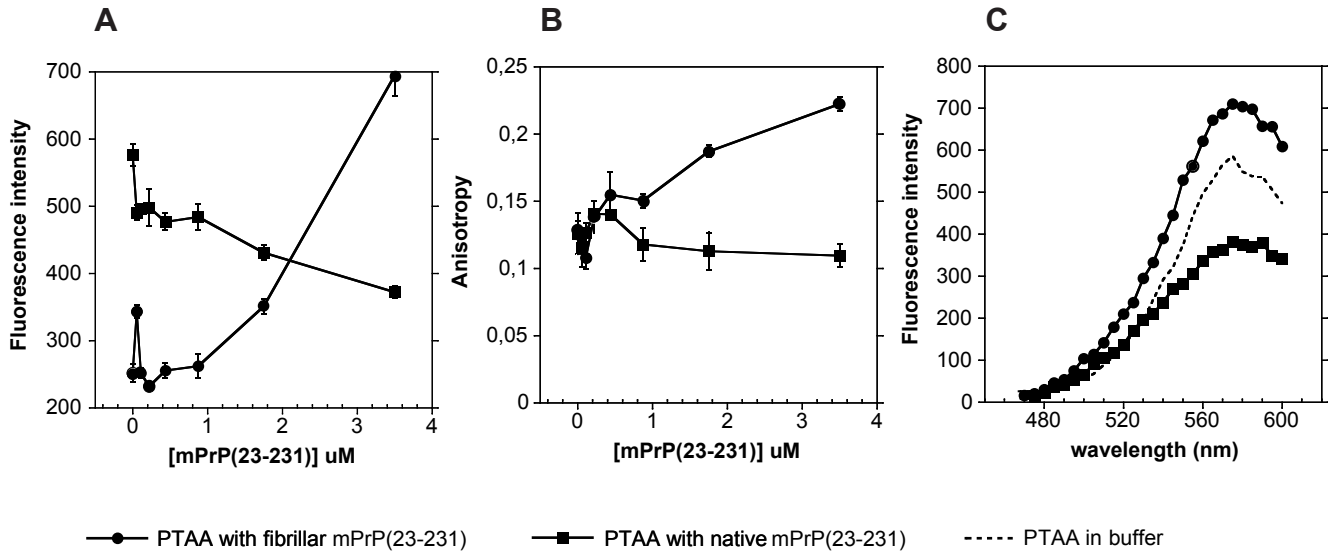 A
B
C
Fluorescence intensity
700
600
500
400
300
200
0
1
2
3
4
[mPrP(23-231)] uM
Anisotropy
0,25
0,2
0,15
0,1
0,05
0
0
1
2
3
4
[mPrP(23-231)] uM
Fluorescence intensity
800
700
600
500
400
300
200
100
0
480
520
560
600
wavelength (nm)
PTAA with fibrillar mPrP(23-231)
PTAA with native mPrP(23-231)
PTAA in buffer